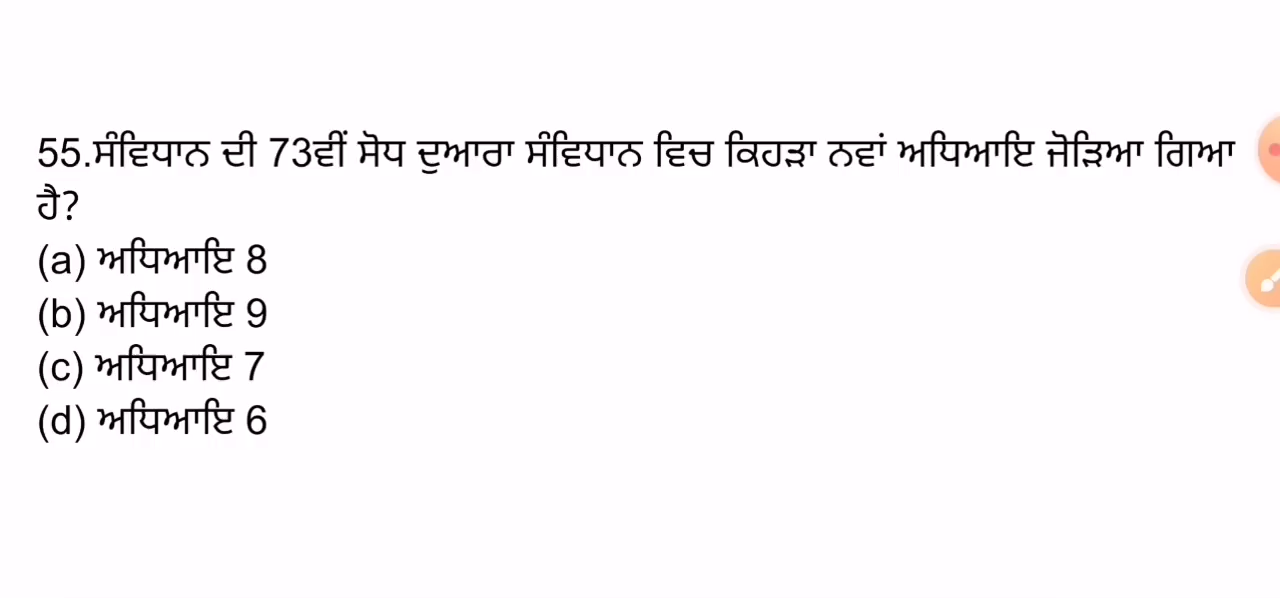 55.ਸੰਵਿਧਾਨ ਦੀ 73ਵੀਂ ਸੋਧ ਦੁਆਰਾ ਸੰਵਿਧਾਨ ਵਿਚ ਕਿਹੜਾ ਨਵਾਂ ਅਧਿਆਇ ਜੋੜਿਆ ਗਿਆ
ਹੈ?
(a) ਅਧਿਆਇ 8
(b) ਅਧਿਆਇ 9
(c) ਅਧਿਆਇ 7
(d) ਅਧਿਆਇ 6